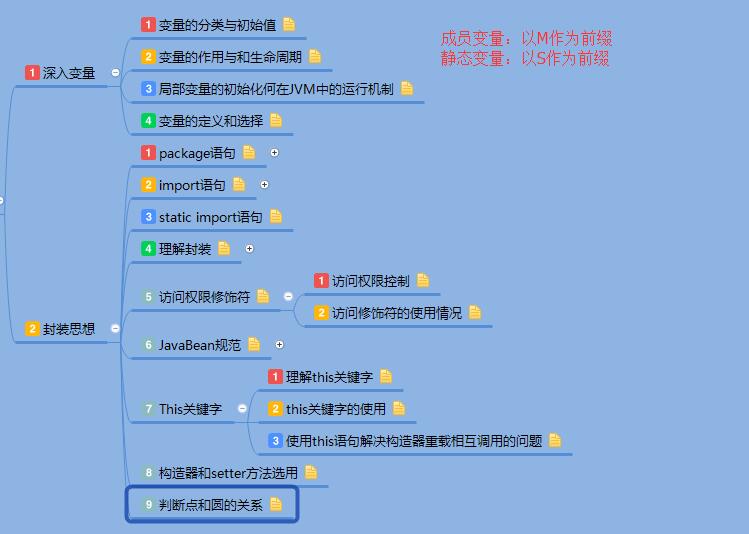 成员变量：以M作为前缀
静态变量：以S作为前缀
1 深入变量
1 变量的分类与初始值
2 变量的作用与和生命周期
3 局部变量的初始化何在JVM中的运行机制
4 变量的定义和选择
2 封装思想
1 package语句
2 import语句
3 static import语句
4 理解封装
5 访问权限修饰符
1 访问权限控制
2 访问修饰符的使用情况
6 JavaBean规范
7 This关键字
1 理解this关键字
2 this关键字的使用
3 使用this语句解决构造器重载相互调用的问题
8 构造器和setter方法选用
9 判断点和圆的关系